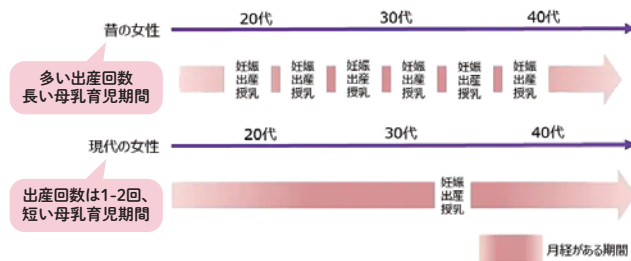 20代 30代 40代
昔の女性
多い出産回数
長い母乳育児期間
妊娠 妊娠 妊娠 妊娠 妊娠 妊娠
出産 出産 出産 出産 出産 出産
授乳 授乳 授乳 授乳 授乳 授乳
20代 30代 40代
現代の女性
出産回数は1-2回、
短い母乳育児期間
妊娠
出産
授乳
月経がある期間